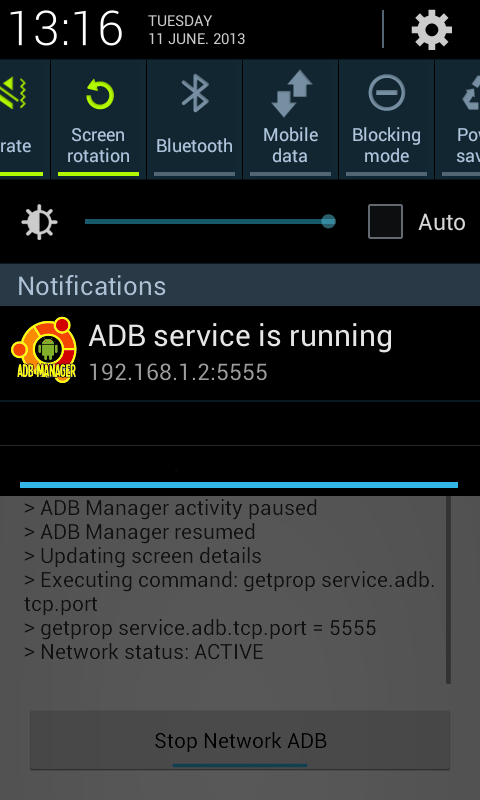 13:16
TUESDAY
11 JUNE. 2013
rate
Screen
rotation
Bluetooth
Mobile
data
Blocking
mode
Po
sav
Auto
Notifications
ADB MANAGER
ADB service is running
192.168.1.2:5555
> ADB Manager activity paused
> ADB Manager resumed
> Updating screen details
> Executing command: getprop service.adb.
tcp.port
> getprop service.adb.tcp.port = 5555
> Network status: ACTIVE
Stop Network ADB